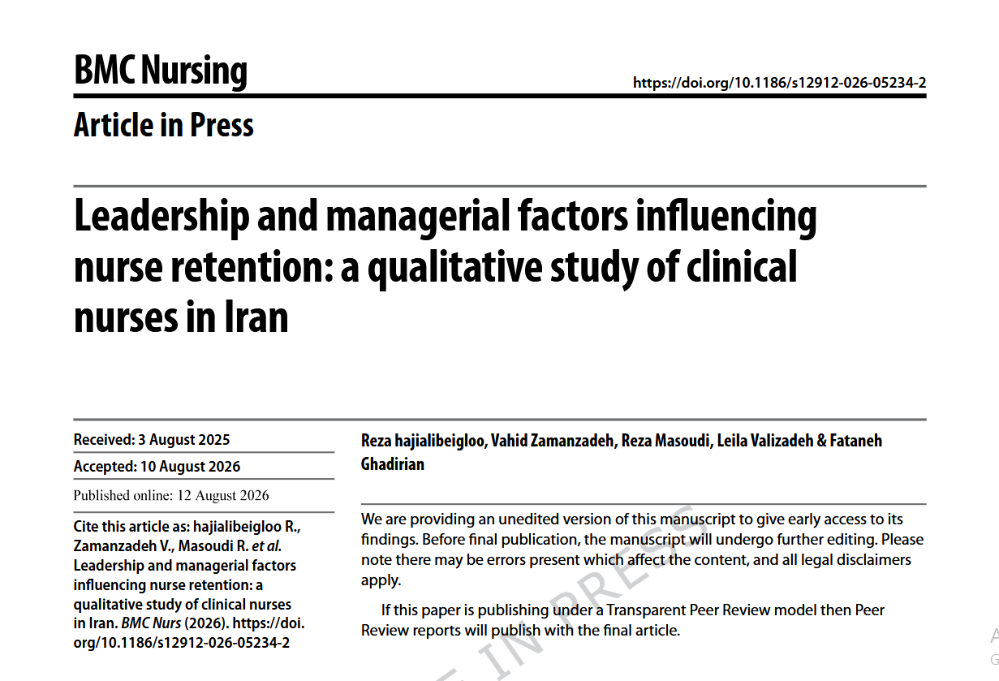 BMC Nursing
https://doi.org/10.1186/s12912-026-05234-2
Article in Press
Leadership and managerial factors influencing
nurse retention: a qualitative study of clinical
nurses in Iran
Received: 3 August 2025
Accepted: 10 August 2026
Published online: 12 August 2026
Cite this article as: hajialibeigloo R.,
Zamanzadeh V., Masoudi R. et al.
Leadership and managerial factors
influencing nurse retention: a
qualitative study of clinical nurses
in Iran. BMC Nurs (2026). https://doi.
org/10.1186/s12912-026-05234-2
Reza hajialibeigloo, Vahid Zamanzadeh, Reza Masoudi, Leila Valizadeh & Fataneh
Ghadirian
We are providing an unedited version of this manuscript to give early access to its
findings. Before final publication, the manuscript will undergo further editing. Please
note there may be errors present which affect the content, and all legal disclaimers
apply.
If this paper is publishing under a Transparent Peer Review model then Peer
Review reports will publish with the final article.
IN PRESS